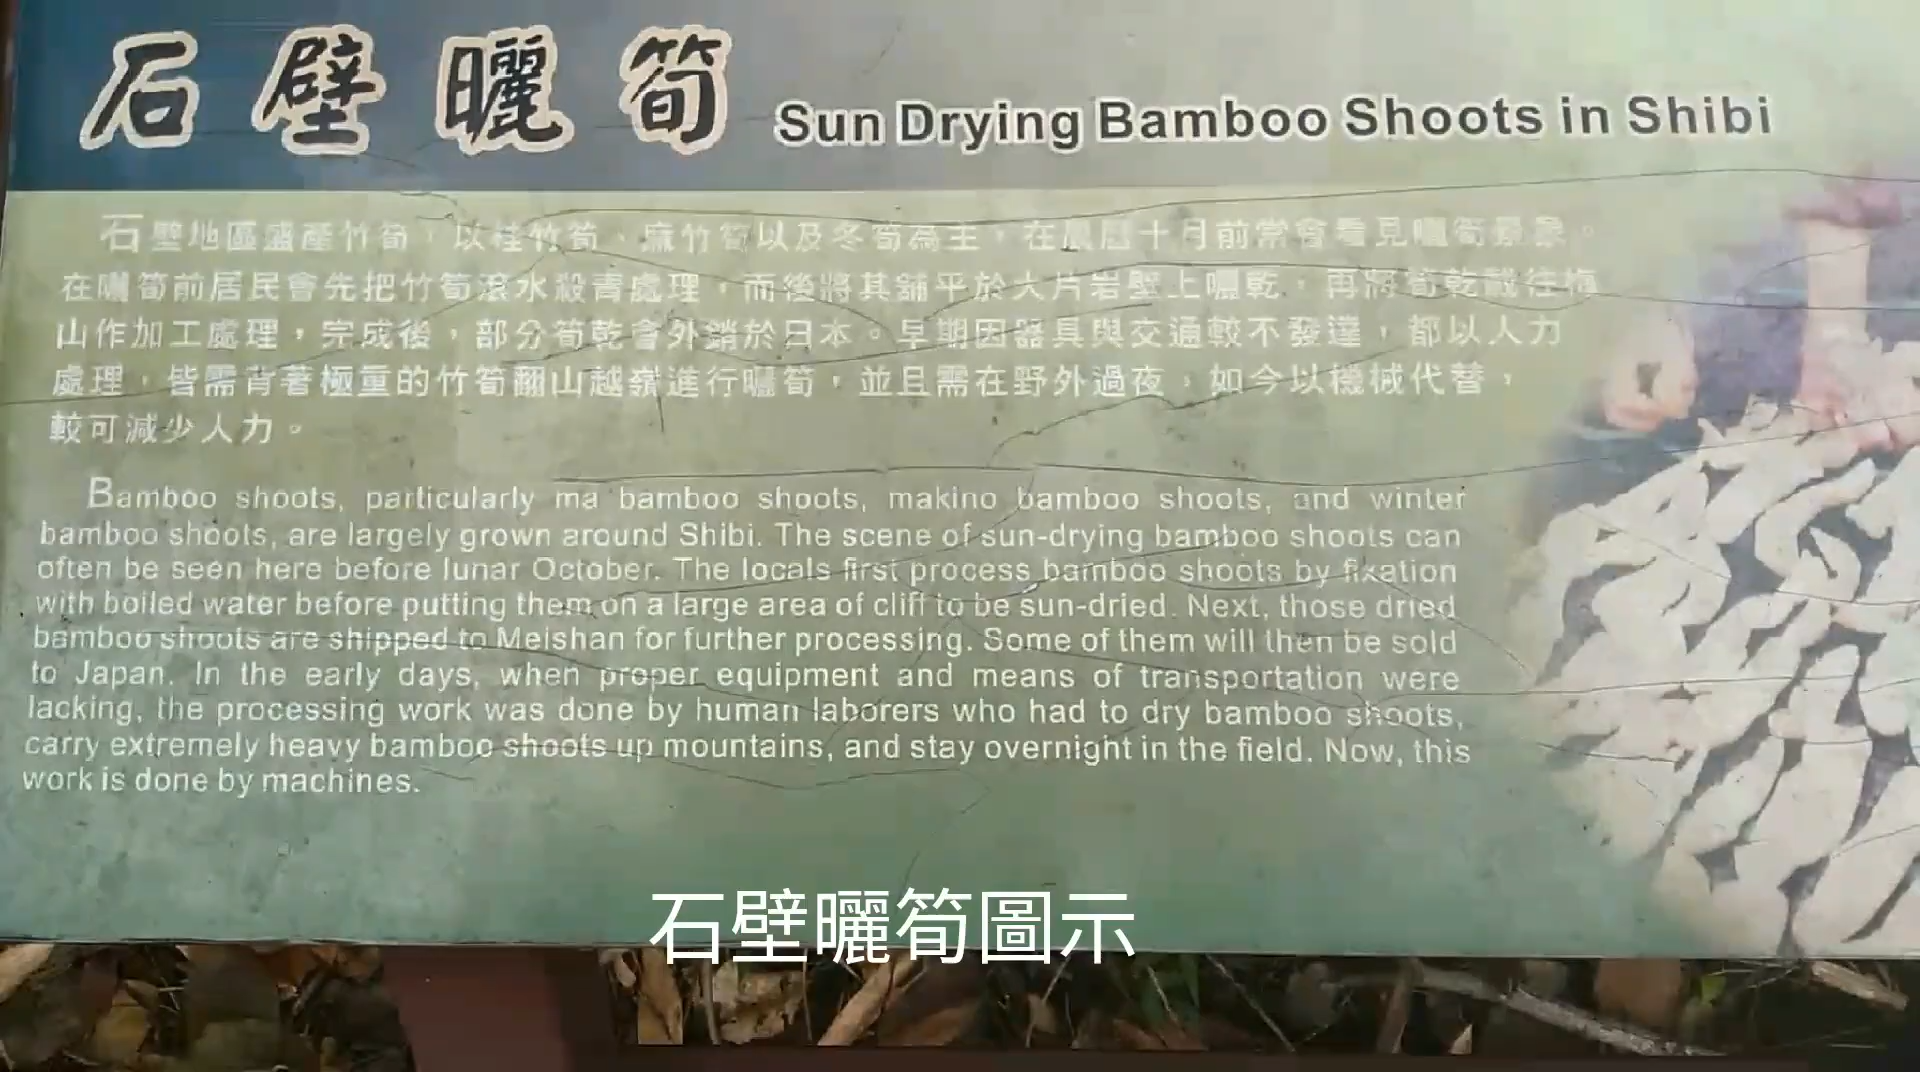 石壁曬筍 Sun Drying Bamboo Shoots in Shibi
石壁地區盛產竹筍，以桂竹筍、麻竹筍以及冬筍為主，在農曆十月前常會看見曬筍景象。
在曬筍前居民會先把竹筍滾水殺青處理，而後將其舖平於大片岩壁上曬乾，再將筍乾載往梅
山作加工處理，完成後，部分筍乾會外銷於日本。早期因器具與交通較不發達，都以人力
處理，皆需背著極重的竹筍翻山越嶺進行曬筍，並且需在野外過夜，如今以機械代替，
較可減少人力。
Bamboo shoots, particularly ma bamboo shoots, makino bamboo shoots, and winter
bamboo shoots, are largely grown around Shibi. The scene of sun-drying bamboo shoots can
often be seen here before lunar October. The locals first process bamboo shoots by fixation
with boiled water before putting them on a large area of cliff to be sun-dried. Next, those dried
bamboo shoots are shipped to Meishan for further processing. Some of them will then be sold
to Japan. In the early days, when proper equipment and means of transportation were
lacking, the processing work was done by human laborers who had to dry bamboo shoots,
carry extremely heavy bamboo shoots up mountains, and stay overnight in the field. Now, this
work is done by machines.
石壁曬筍圖示